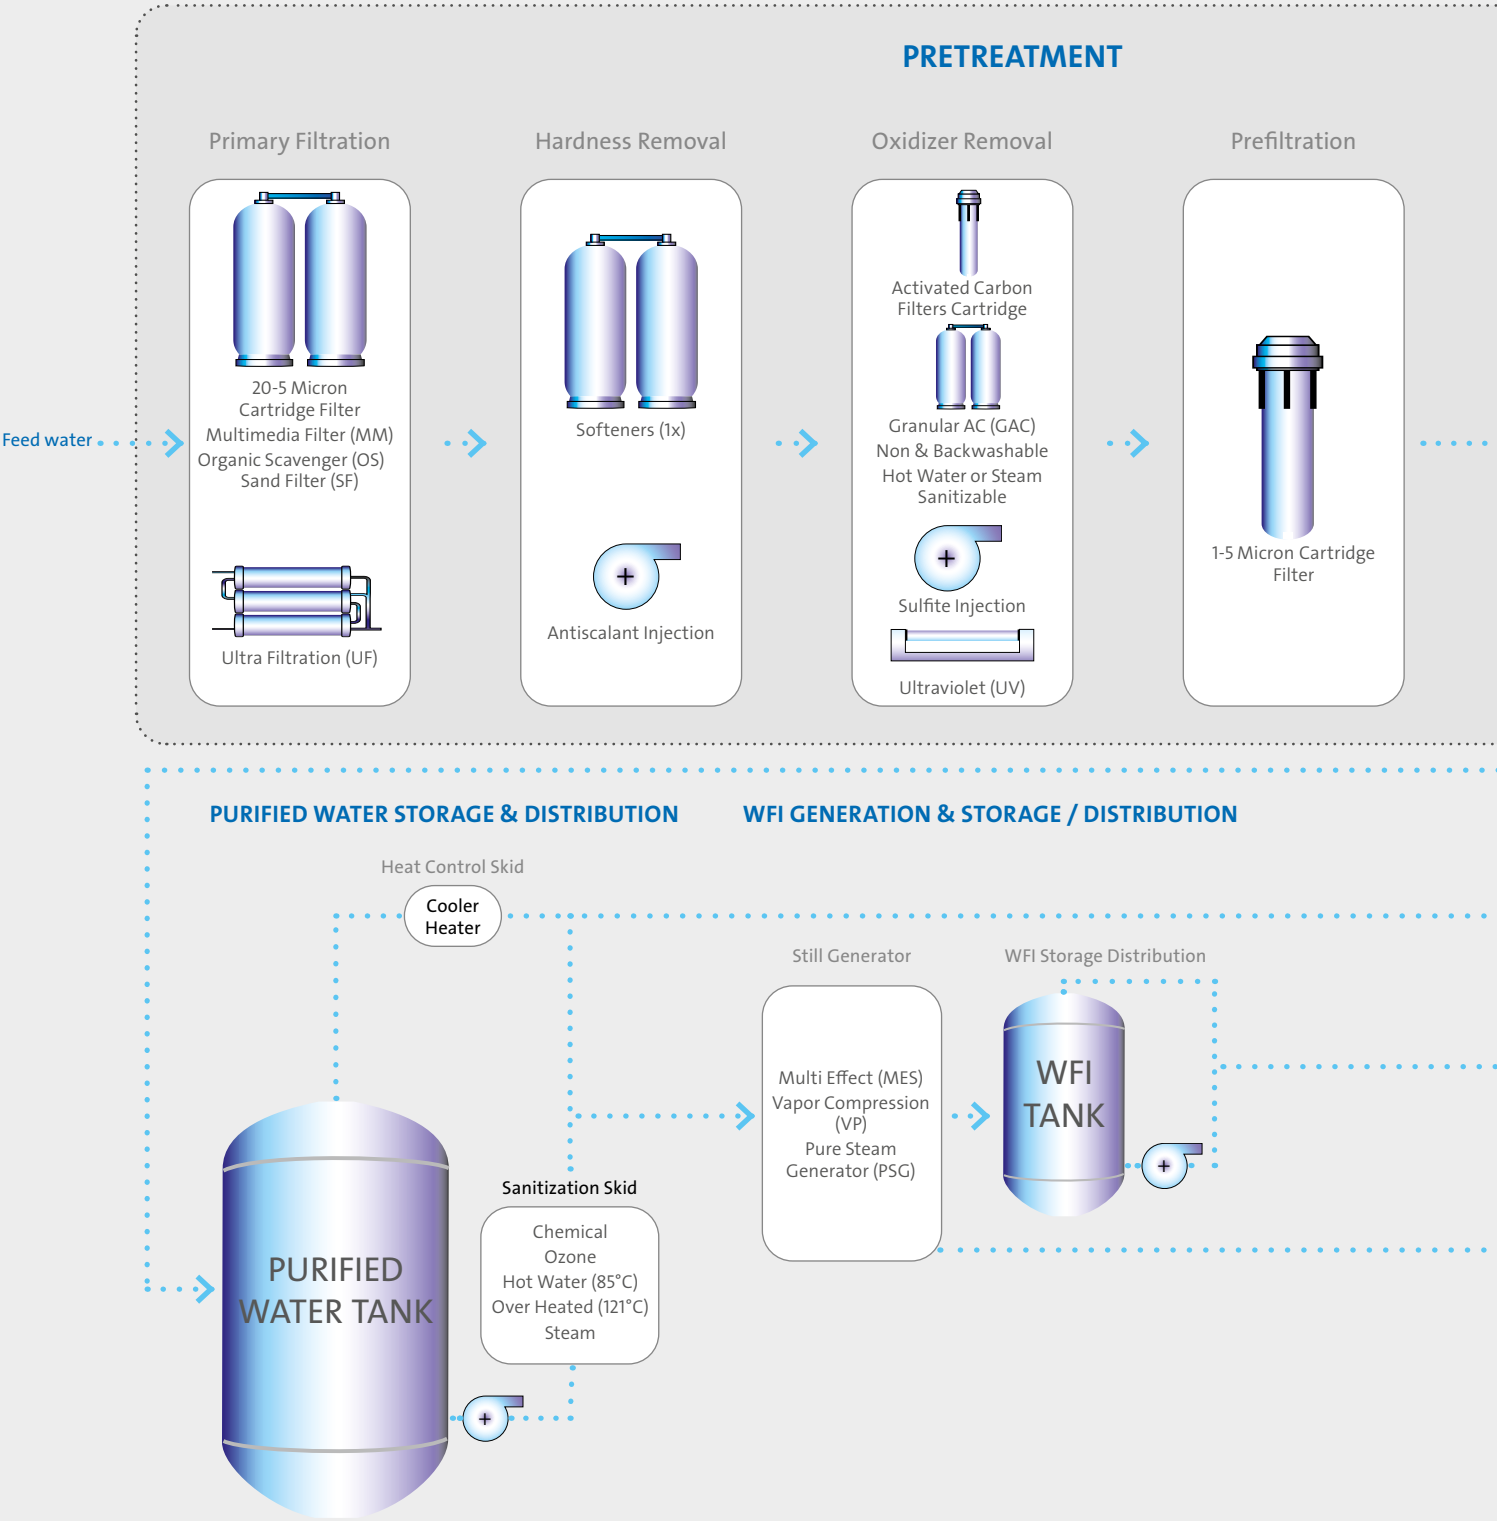 PRETREATMENT
Primary Filtration
Hardness Removal
Oxidizer Removal
Prefiltration
Feed water
20-5 Micron
Cartridge Filter
Multimedia Filter (MM)
Organic Scavenger (OS)
Sand Filter (SF)
Ultra Filtration (UF)
Softeners (1x)
Antiscalant Injection
Activated Carbon
Filters Cartridge
Granular AC (GAC)
Non & Backwashable
Hot Water or Steam
Sanitizable
Sulfite Injection
Ultraviolet (UV)
1-5 Micron Cartridge
Filter
PURIFIED WATER STORAGE & DISTRIBUTION
WFI GENERATION & STORAGE / DISTRIBUTION
Heat Control Skid
Cooler
Heater
PURIFIED
WATER TANK
Sanitization Skid
Chemical
Ozone
Hot Water (85°C)
Over Heated (121°C)
Steam
Still Generator
Multi Effect (MES)
Vapor Compression
(VP)
Pure Steam
Generator (PSG)
WFI Storage Distribution
WFI
TANK